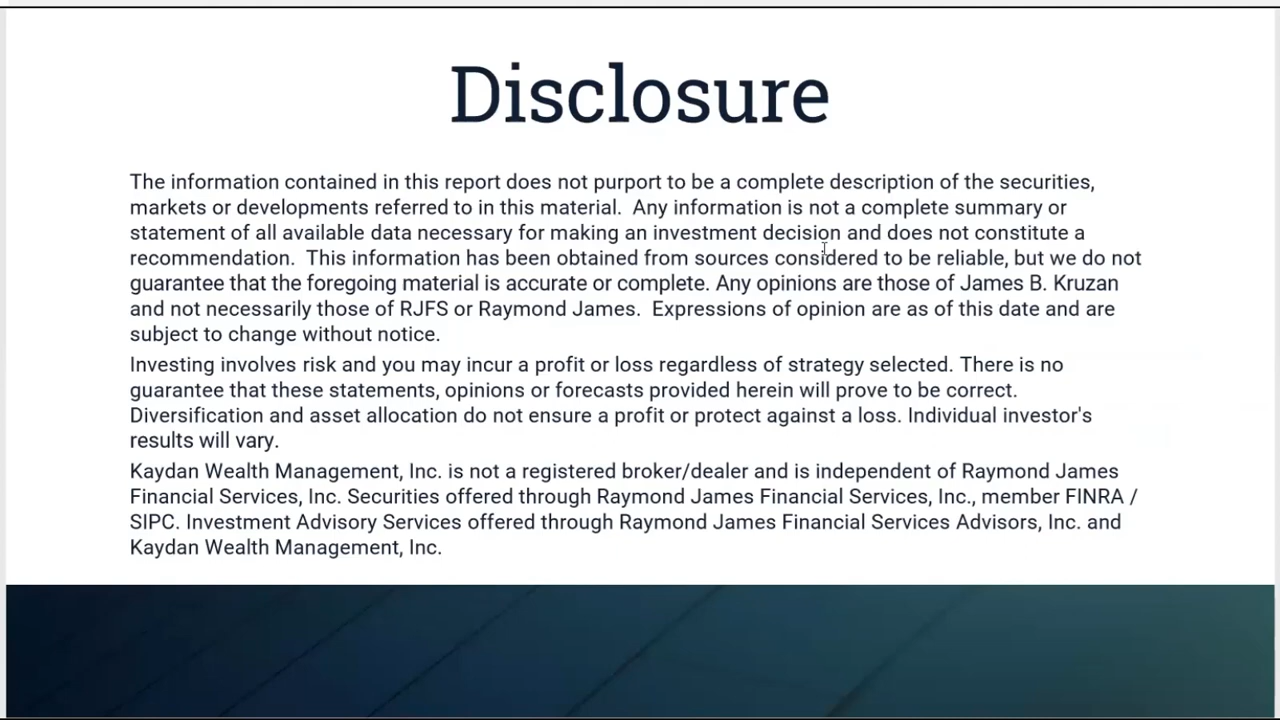 Disclosure
The information contained in this report does not purport to be a complete description of the securities,
markets or developments referred to in this material.  Any information is not a complete summary or
statement of all available data necessary for making an investment decision and does not constitute a
recommendation.  This information has been obtained from sources considered to be reliable, but we do not
guarantee that the foregoing material is accurate or complete. Any opinions are those of James B. Kruzan
and not necessarily those of RJFS or Raymond James.  Expressions of opinion are as of this date and are
subject to change without notice.
Investing involves risk and you may incur a profit or loss regardless of strategy selected. There is no
guarantee that these statements, opinions or forecasts provided herein will prove to be correct.
Diversification and asset allocation do not ensure a profit or protect against a loss. Individual investor's
results will vary.
Kaydan Wealth Management, Inc. is not a registered broker/dealer and is independent of Raymond James
Financial Services, Inc. Securities offered through Raymond James Financial Services, Inc., member FINRA /
SIPC. Investment Advisory Services offered through Raymond James Financial Services Advisors, Inc. and
Kaydan Wealth Management, Inc.